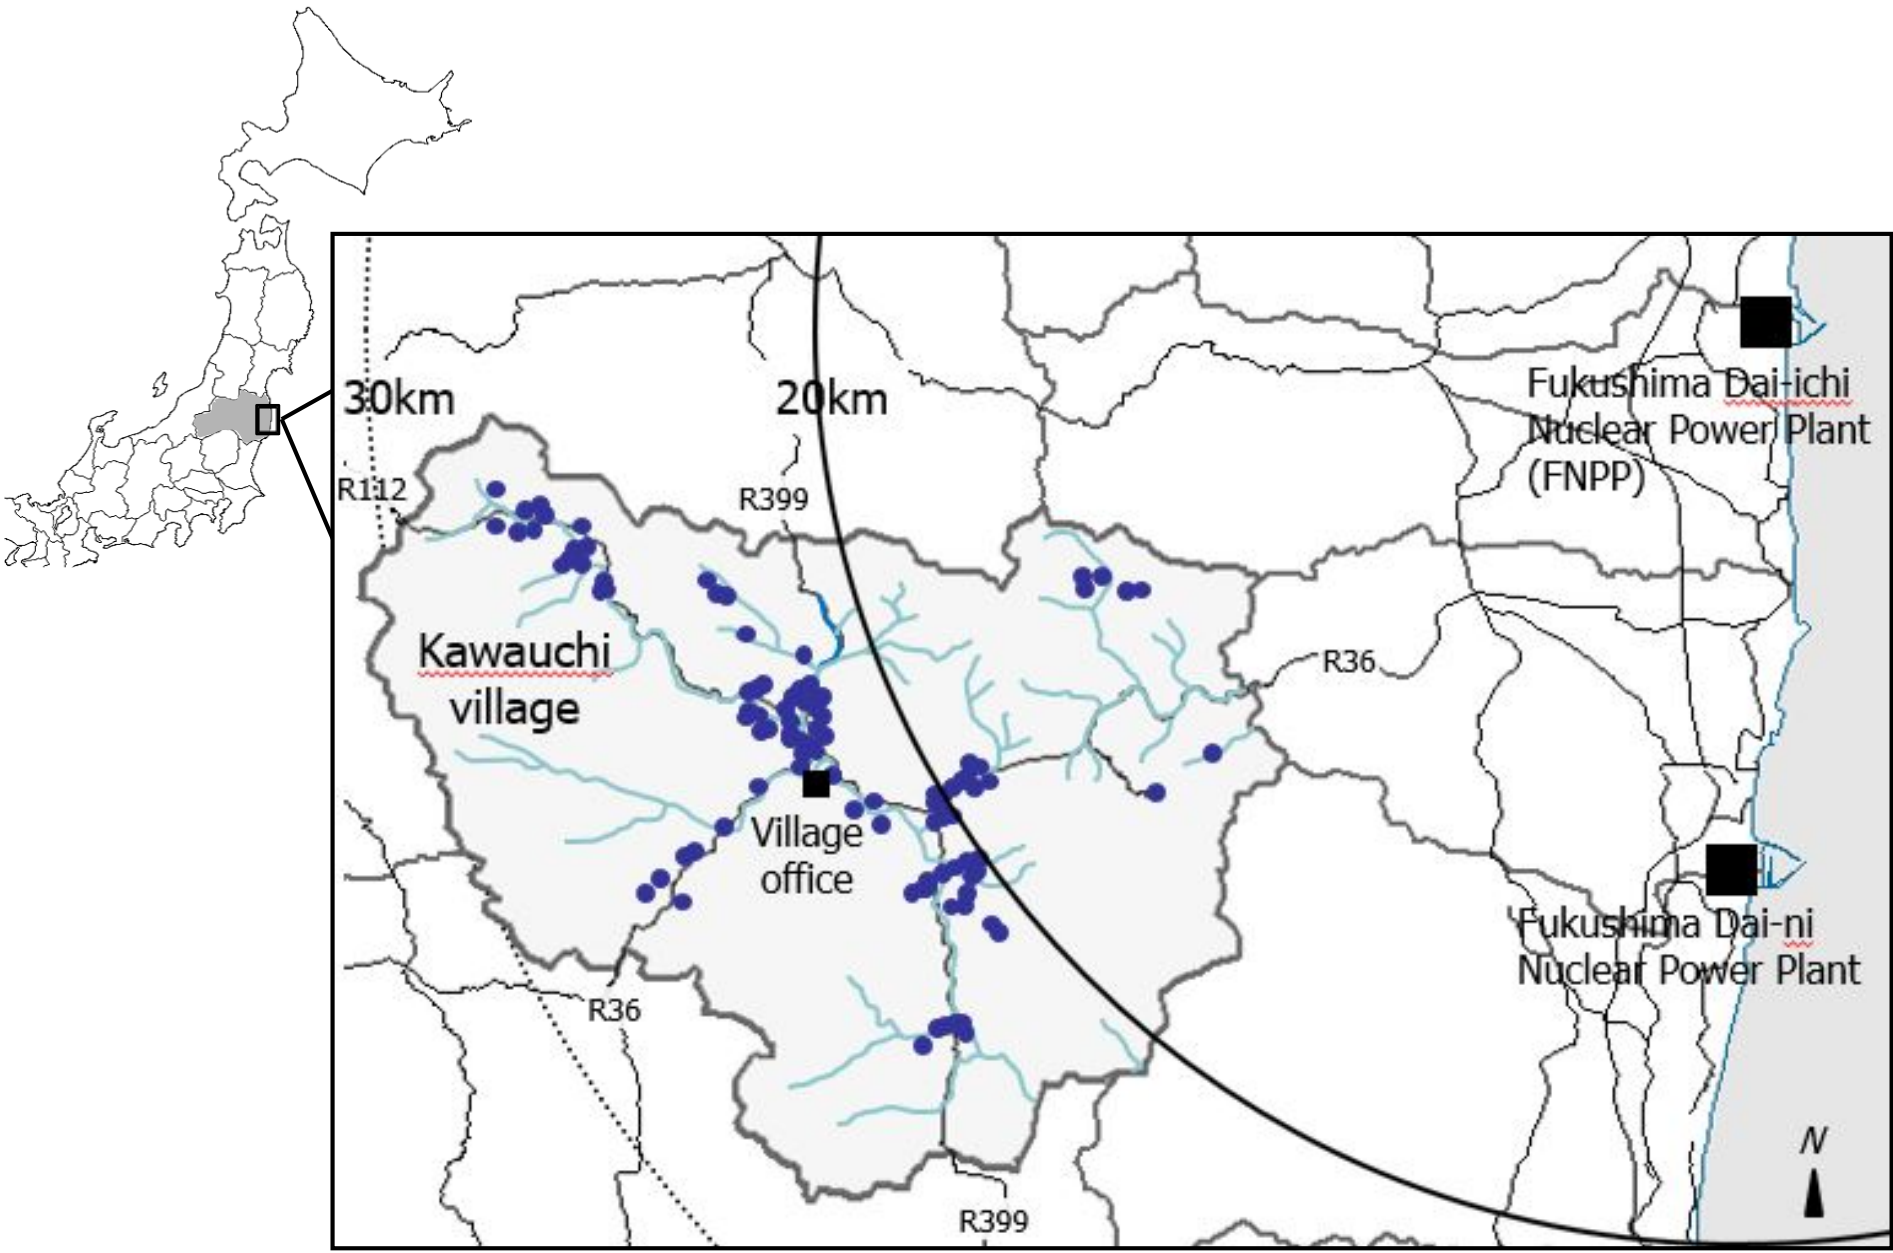 30km
20km
Fukushima Dai-ichi
Nuclear Power Plant
(FNPP)
R112
R399
Kawauchi
village
R36
Village
office
Fukushima Dai-ni
Nuclear Power Plant
R36
N
R399